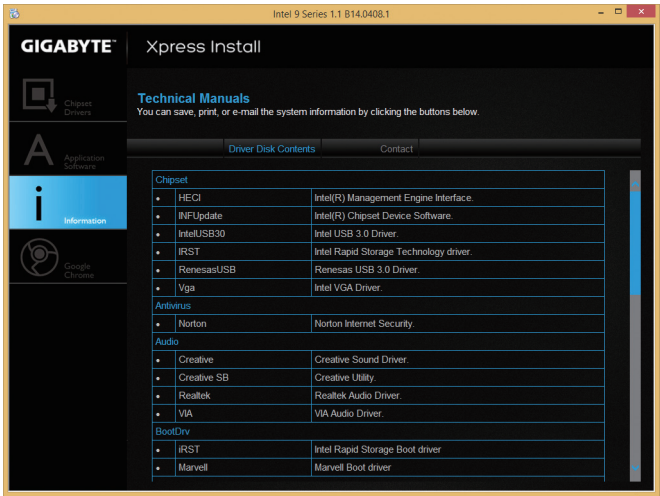 Intel 9 Series 1.1 B14.0408.1
GIGABYTE™
Xpress Install
Chipset
Drivers
Application
Software
Information
Google
Chrome
Technical Manuals
You can save, print, or e-mail the system information by clicking the buttons below.
Driver Disk Contents Contact
Chipset
• HECI Intel(R) Management Engine Interface.
• INFUpdate Intel(R) Chipset Device Software.
• IntelUSB30 Intel USB 3.0 Driver.
• IRST Intel Rapid Storage Technology driver.
• RenesasUSB Renesas USB 3.0 Driver.
• Vga Intel VGA Driver.
Antivirus
• Norton Norton Internet Security.
Audio
• Creative Creative Sound Driver.
• Creative SB Creative Utility.
• Realtek Realtek Audio Driver.
• VIA VIA Audio Driver.
BootDrv
• iRST Intel Rapid Storage Boot driver
• Marvell Marvell Boot driver